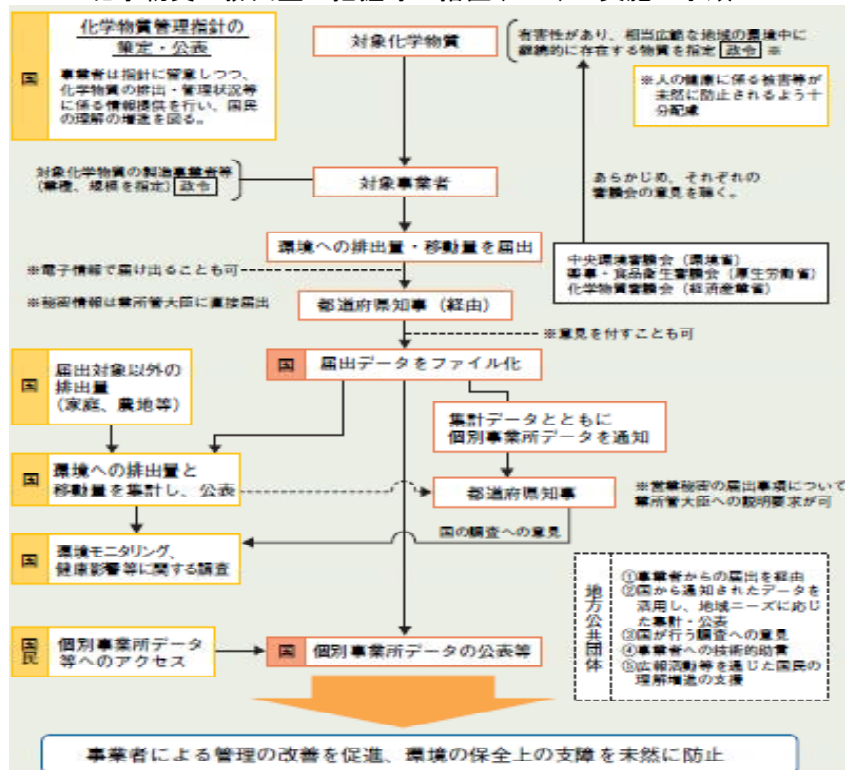 化学物質管理指針の
策定・公表
国
事業者は指針に留意しつつ、
化学物質の排出・管理状況等
に係る情報提供を行い、国民
の理解の増進を図る。
対象化学物質
有害性があり、相当広範な地域の環境中に
継続的に存在する物質を指定 政令 ※
※人の健康に係る被害等が
未然に防止されるよう十
分配慮
対象化学物質の製造事業者等
(業種、規模を指定) 政令
対象事業者
あらかじめ、それぞれの
審議会の意見を聴く。
環境への排出量・移動量を届出
中央環境審議会(環境省)
薬事・食品衛生審議会(厚生労働省)
化学物質審議会(経済産業省)
※電子情報で届け出ることも可
※秘密情報は業所管大臣に直接届出
都道府県知事(経由)
※意見を付すことも可
国 届出データをファイル化
国
届出対象以外の
排出量
(家庭、農地等)
集計データとともに
個別事業所データを通知
国
環境への排出量と
移動量を集計し、公表
都道府県知事
※営業秘密の届出事項について
業所管大臣への説明要求が可
国の調査への意見
国
環境モニタリング、
健康影響等に関する調査
地方公共団体
①事業者からの届出を経由
②国から通知されたデータを
活用し、地域ニーズに応じ
た集計・公表
③国が行う調査への意見
④事業者への技術的助言
⑤広報活動等を通じた国民の
理解増進の支援
国民
個別事業所データ
等へのアクセス
国 個別事業所データの公表等
事業者による管理の改善を促進、環境の保全上の支障を未然に防止